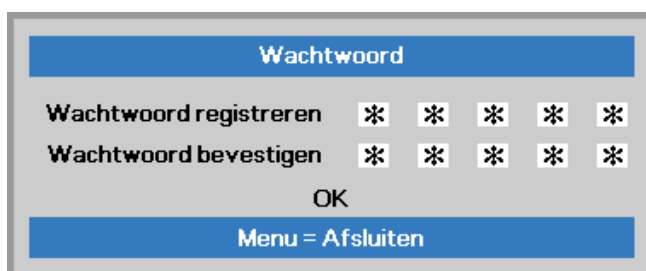 Wachtwoord
Wachtwoord registreren * * * * *
Wachtwoord bevestigen * * * * *
OK
Menu = Afsluiten